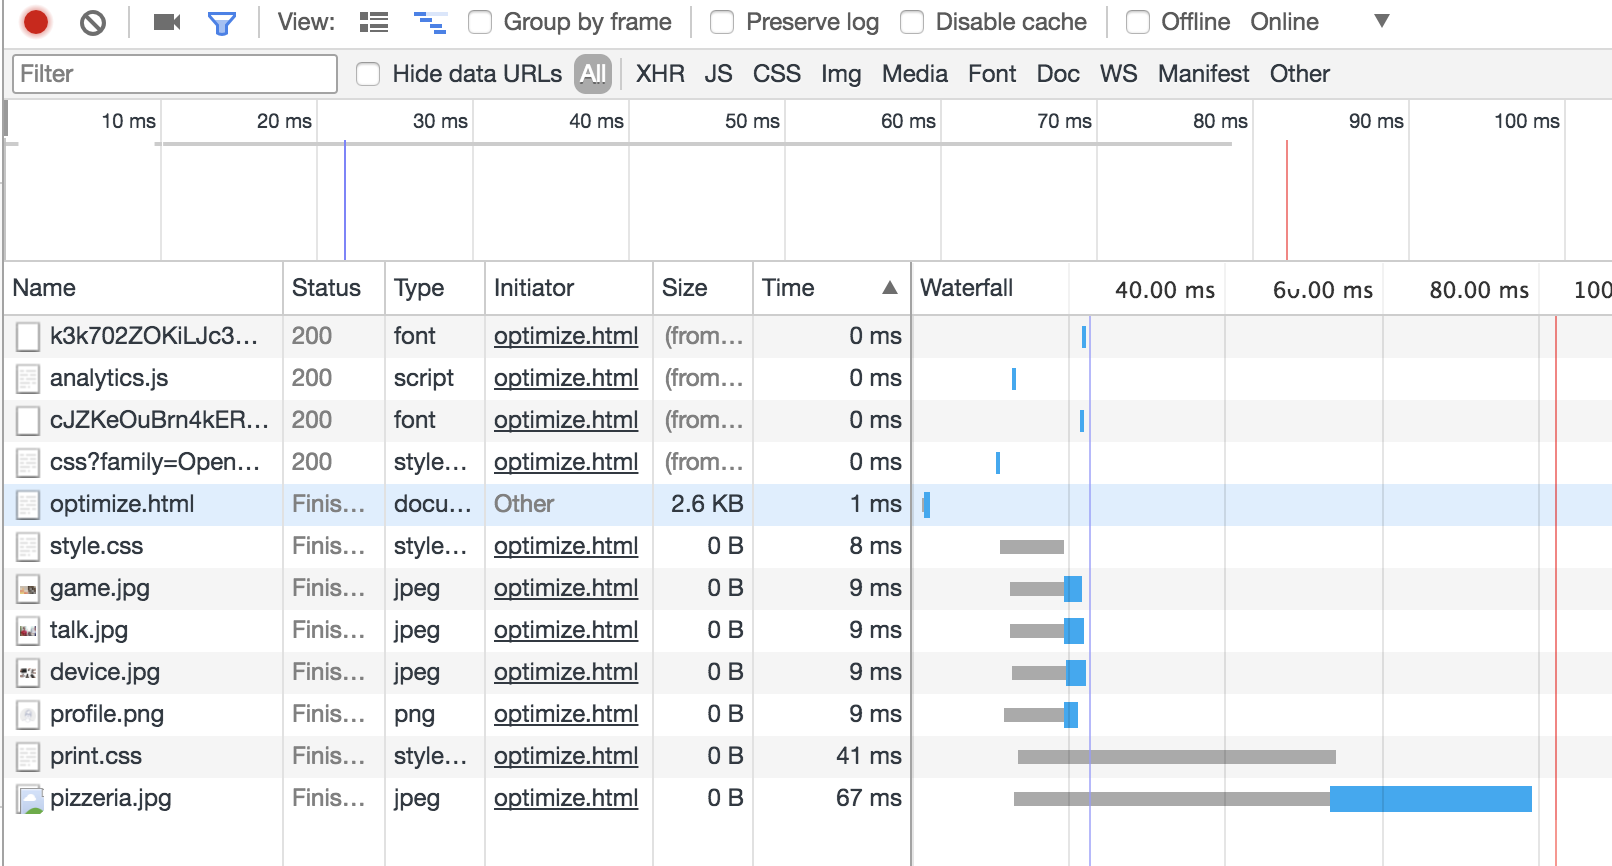 View: Group by frame Preserve log Disable cache Offline Online
Filter Hide data URLs All XHR JS CSS Img Media Font Doc WS Manifest Other
10 ms 20 ms 30 ms 40 ms 50 ms 60 ms 70 ms 80 ms 90 ms 100 ms
Name Status Type Initiator Size Time Waterfall 40.00 ms 60.00 ms 80.00 ms 100
k3k702ZOKiLJc3... 200 font optimize.html (from... 0 ms
analytics.js 200 script optimize.html (from... 0 ms
cJZKeOuBrn4kER... 200 font optimize.html (from... 0 ms
css?family=Open... 200 style... optimize.html (from... 0 ms
optimize.html Finis... docu... Other 2.6 KB 1 ms
style.css Finis... style... optimize.html 0 B 8 ms
game.jpg Finis... jpeg optimize.html 0 B 9 ms
talk.jpg Finis... jpeg optimize.html 0 B 9 ms
device.jpg Finis... jpeg optimize.html 0 B 9 ms
profile.png Finis... png optimize.html 0 B 9 ms
print.css Finis... style... optimize.html 0 B 41 ms
pizzeria.jpg Finis... jpeg optimize.html 0 B 67 ms